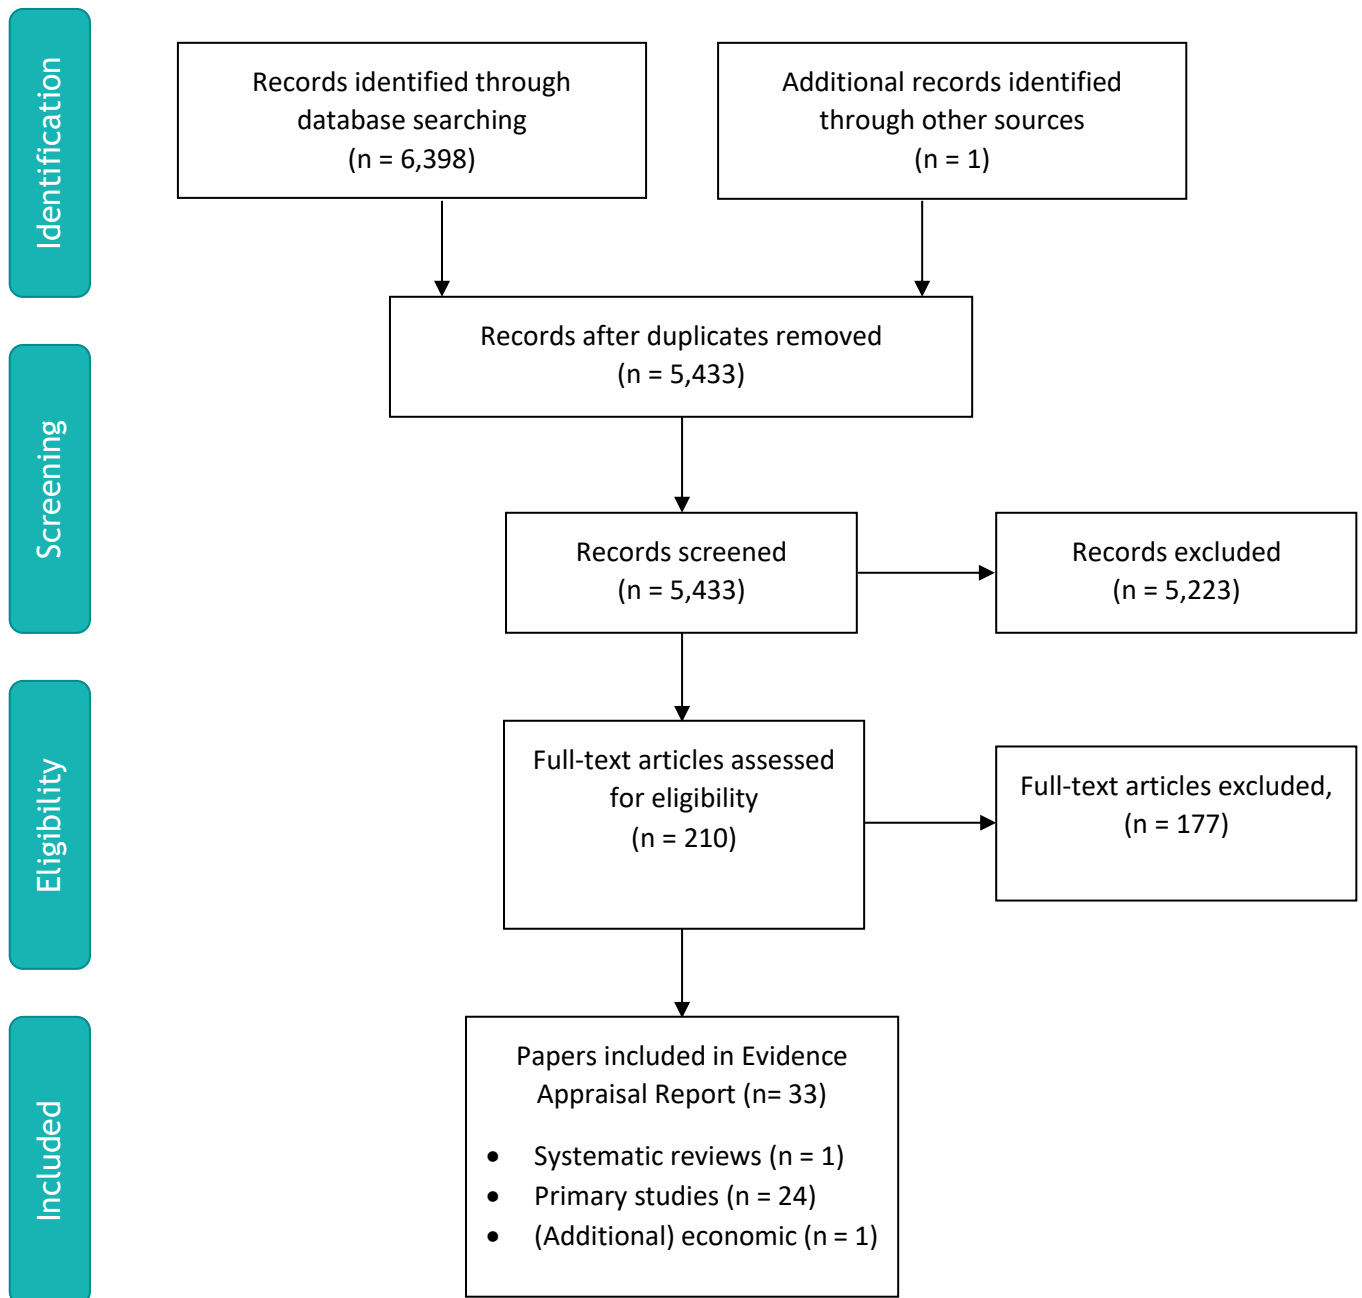 Identification
Records identified through
database searching
(n = 6,398)
Additional records identified
through other sources
(n = 1)
Records after duplicates removed
(n = 5,433)
Screening
Records screened
(n = 5,433)
Records excluded
(n = 5,223)
Eligibility
Full-text articles assessed
for eligibility
(n = 210)
Full-text articles excluded,
(n = 177)
Included
Papers included in Evidence
Appraisal Report (n= 33)
• Systematic reviews (n = 1)
• Primary studies (n = 24)
• (Additional) economic (n = 1)